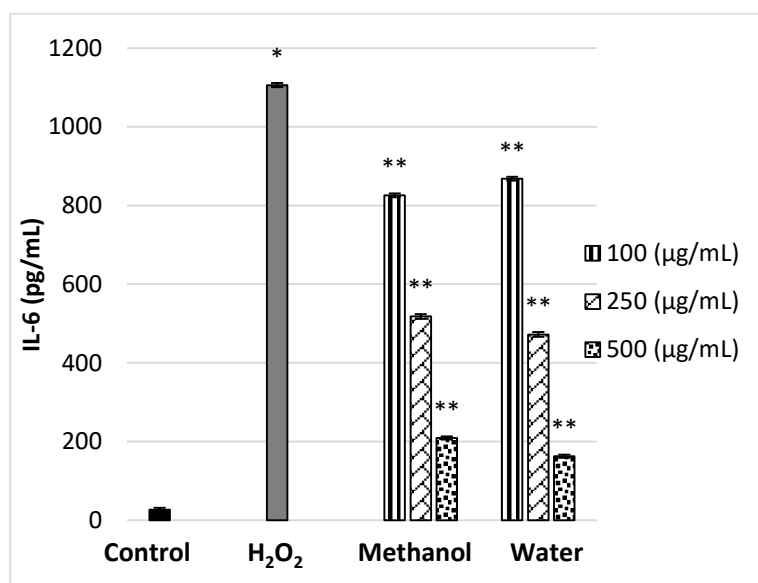 IL-6 (pg/mL)
1200
1000
800
600
400
200
0
*
**
**
**
**
**
**
Control
H₂O₂
Methanol
Water
100 (µg/mL)
250 (µg/mL)
500 (µg/mL)